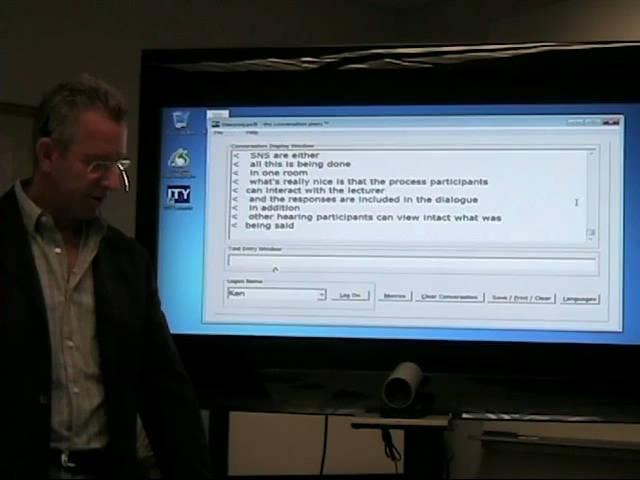 File Help
Conversation Display Window
< SNS are either
< all this is being done
< in one room
< what's really nice is that the process participants
< can interact with the lecturer
< and the responses are included in the dialogue
< in addition
< other hearing participants can view intact what was
< being said
Text Entry Window
Logon Name
Ken
Log On
Macros
Clear Conversation
Save / Print / Clear
Languages